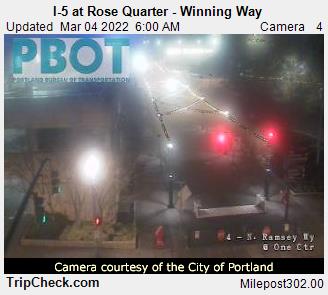 I-5 at Rose Quarter - Winning Way
Updated Mar 04 2022 6:00 AM Camera 4
PBOT
PORTLAND BUREAU OF TRANSPORTATION
4 - N. Ramsey Wy
@ One Ctr
Camera courtesy of the City of Portland
TripCheck.com Milepost302.00